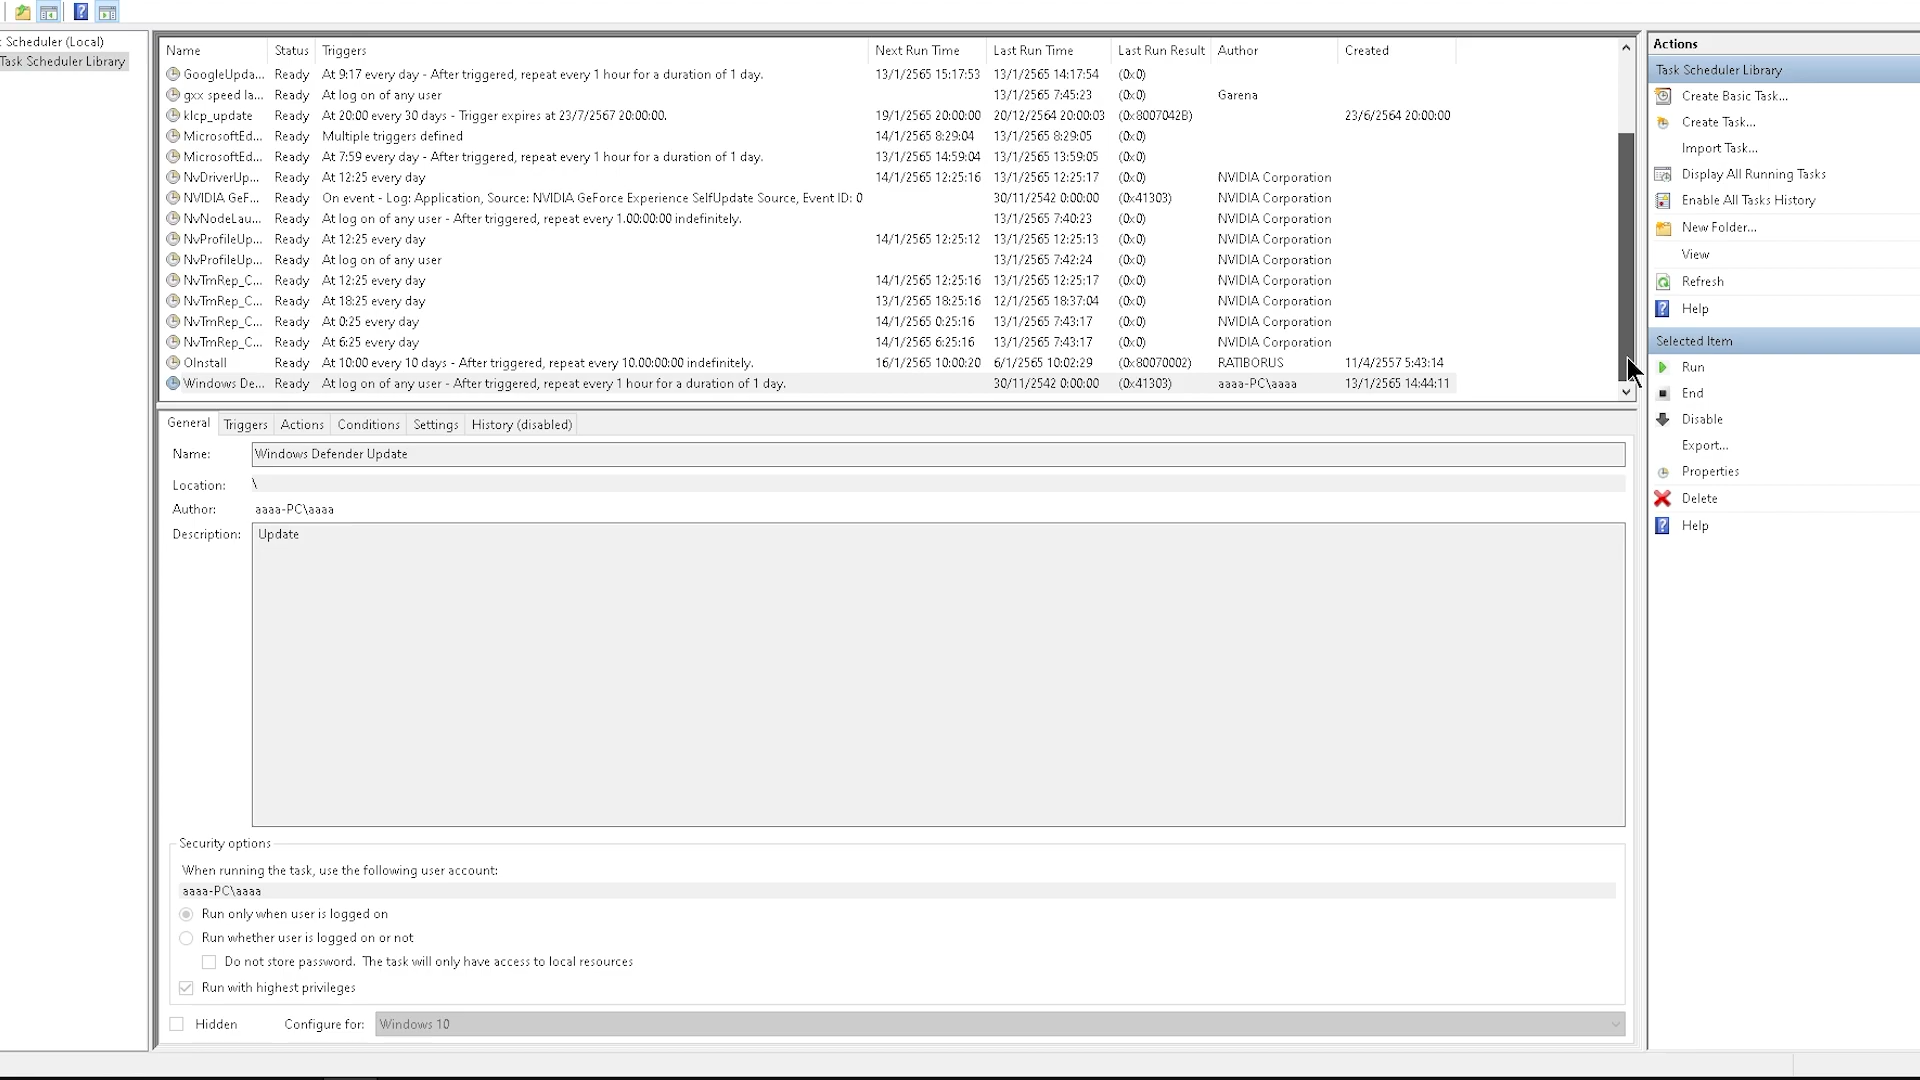 : Scheduler (Local)
Task Scheduler Library
Name Status Triggers Next Run Time Last Run Time Last Run Result Author Created
GoogleUpda... Ready At 9:17 every day - After triggered, repeat every 1 hour for a duration of 1 day. 13/1/2565 15:17:53 13/1/2565 14:17:54 (0x0)
gxx speed la... Ready At log on of any user 13/1/2565 7:45:23 (0x0) Garena
klcp_update Ready At 20:00 every 30 days - Trigger expires at 23/7/2567 20:00:00. 19/1/2565 20:00:00 20/12/2564 20:00:03 (0x8007042B) 23/6/2564 20:00:00
MicrosoftEd... Ready Multiple triggers defined 14/1/2565 8:29:04 13/1/2565 8:29:05 (0x0)
MicrosoftEd... Ready At 7:59 every day - After triggered, repeat every 1 hour for a duration of 1 day. 13/1/2565 14:59:04 13/1/2565 13:59:05 (0x0)
NvDriverUp... Ready At 12:25 every day 14/1/2565 12:25:16 13/1/2565 12:25:17 (0x0) NVIDIA Corporation
NVIDIA GeF... Ready On event - Log: Application, Source: NVIDIA GeForce Experience SelfUpdate Source, Event ID: 0 30/11/2542 0:00:00 (0x41303) NVIDIA Corporation
NvNodeLau... Ready At log on of any user - After triggered, repeat every 1.00:00:00 indefinitely. 13/1/2565 7:40:23 (0x0) NVIDIA Corporation
NvProfileUp... Ready At 12:25 every day 14/1/2565 12:25:12 13/1/2565 12:25:13 (0x0) NVIDIA Corporation
NvProfileUp... Ready At log on of any user 13/1/2565 7:42:24 (0x0) NVIDIA Corporation
NvTmRep_C... Ready At 12:25 every day 14/1/2565 12:25:16 13/1/2565 12:25:17 (0x0) NVIDIA Corporation
NvTmRep_C... Ready At 18:25 every day 13/1/2565 18:25:16 12/1/2565 18:37:04 (0x0) NVIDIA Corporation
NvTmRep_C... Ready At 0:25 every day 14/1/2565 0:25:16 13/1/2565 7:43:17 (0x0) NVIDIA Corporation
NvTmRep_C... Ready At 6:25 every day 14/1/2565 6:25:16 13/1/2565 7:43:17 (0x0) NVIDIA Corporation
OInstall Ready At 10:00 every 10 days - After triggered, repeat every 10.00:00:00 indefinitely. 16/1/2565 10:00:20 6/1/2565 10:02:29 (0x80070002) RATIBORUS 11/4/2557 5:43:14
Windows De... Ready At log on of any user - After triggered, repeat every 1 hour for a duration of 1 day. 30/11/2542 0:00:00 (0x41303) aaaa-PC\aaaa 13/1/2565 14:44:11
General Triggers Actions Conditions Settings History (disabled)
Name: Windows Defender Update
Location: \
Author: aaaa-PC\aaaa
Description: Update
Security options
When running the task, use the following user account:
aaaa-PC\aaaa
Run only when user is logged on
Run whether user is logged on or not
Do not store password. The task will only have access to local resources
Run with highest privileges
Hidden Configure for: Windows 10
Actions
Task Scheduler Library
Create Basic Task...
Create Task...
Import Task...
Display All Running Tasks
Enable All Tasks History
New Folder...
View
Refresh
Help
Selected Item
Run
End
Disable
Export...
Properties
Delete
Help